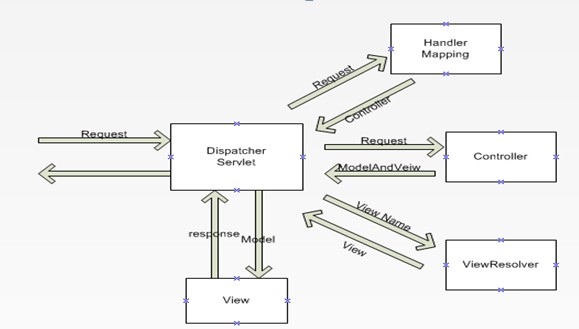 Handler
Mapping
Request
Controller
Request
Dispatcher
Servlet
Request
Controller
ModelAndVeiw
View Name
View
response
Model
ViewResolver
View